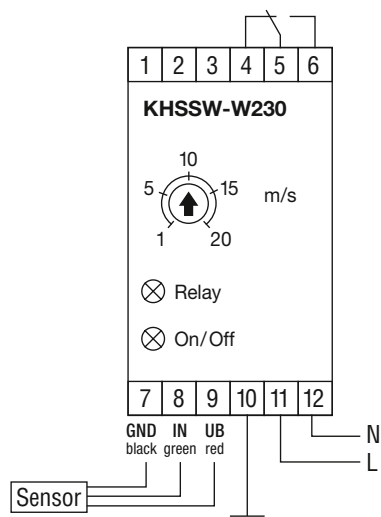 1 2 3 4 5 6
KHSSW-W230
10
5 15 m/s
1 20
Relay
On/Off
7 8 9 10 11 12
GND IN UB
black green red
N
L
Sensor